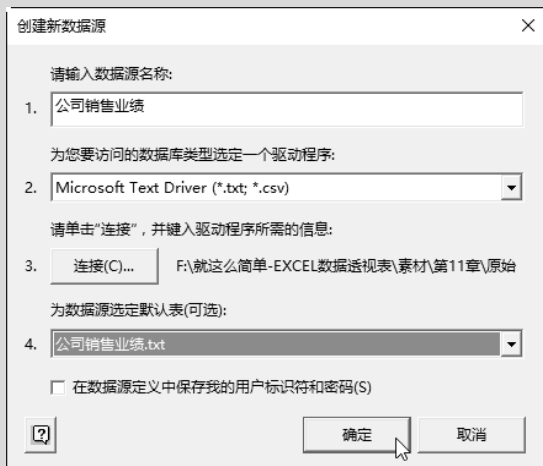 创建新数据源
请输入数据源名称:
1. 公司销售业绩
为您要访问的数据库类型选定一个驱动程序:
2. Microsoft Text Driver (*.txt; *.csv)
请单击"连接"，并键入驱动程序所需的信息:
3. 连接(C)... F:\就这么简单-EXCEL数据透视表\素材\第11章\原始
为数据源选定默认表(可选):
4. 公司销售业绩.txt
在数据源定义中保存我的用户标识符和密码(S)
确定 取消